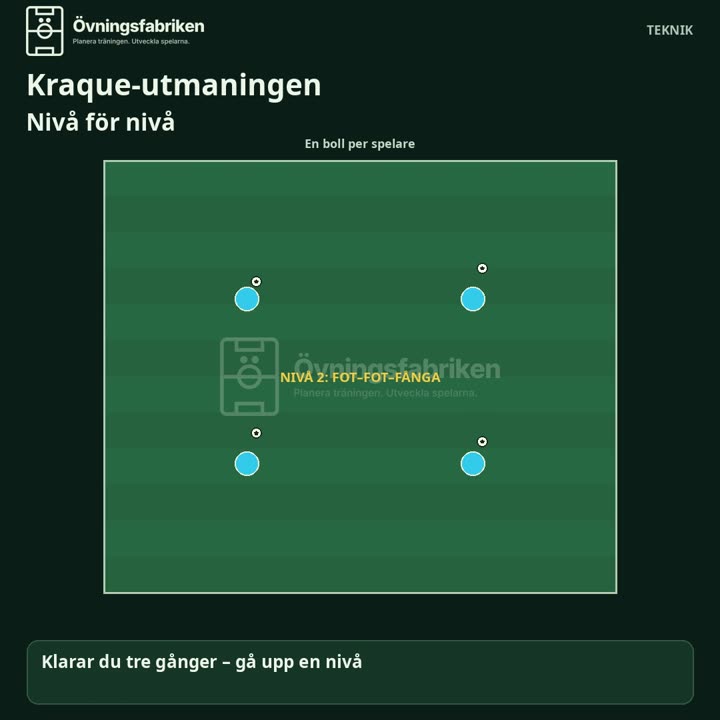 Övningsfabriken
Planera träningen. Utveckla spelarna.
TEKNIK
Kraque-utmaningen
Nivå för nivå
En boll per spelare
Övningsfabriken
NIVÅ 2: FOT–FOT–FÅNGA
Planera träningen. Utveckla spelarna.
Klarar du tre gånger – gå upp en nivå